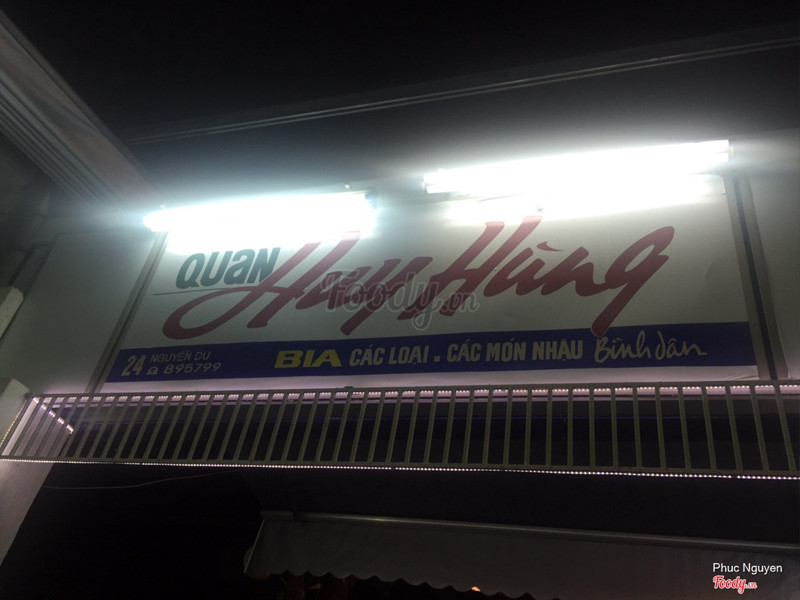 QUaN Huy Hùng
24 NGUYỄN DU
☎ 895799
BIA CÁC LOẠI . CÁC MÓN NHẬU Bình dân
Foody.vn
Phuc Nguyen
Foody.vn